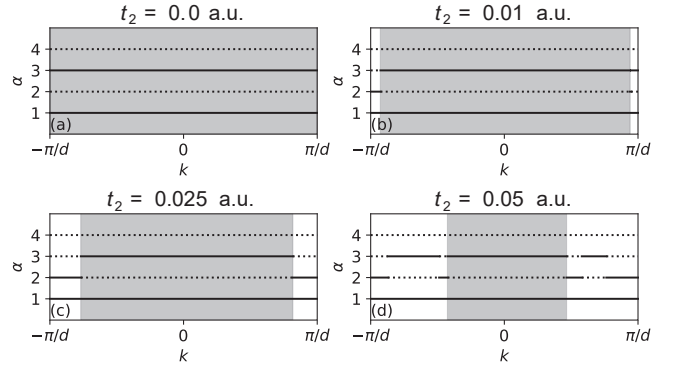 t₂ = 0.0 a.u.
α
4
3
2
1
(a)
−π/d 0 π/d
k
t₂ = 0.01 a.u.
α
4
3
2
1
(b)
−π/d 0 π/d
k
t₂ = 0.025 a.u.
α
4
3
2
1
(c)
−π/d 0 π/d
k
t₂ = 0.05 a.u.
α
4
3
2
1
(d)
−π/d 0 π/d
k